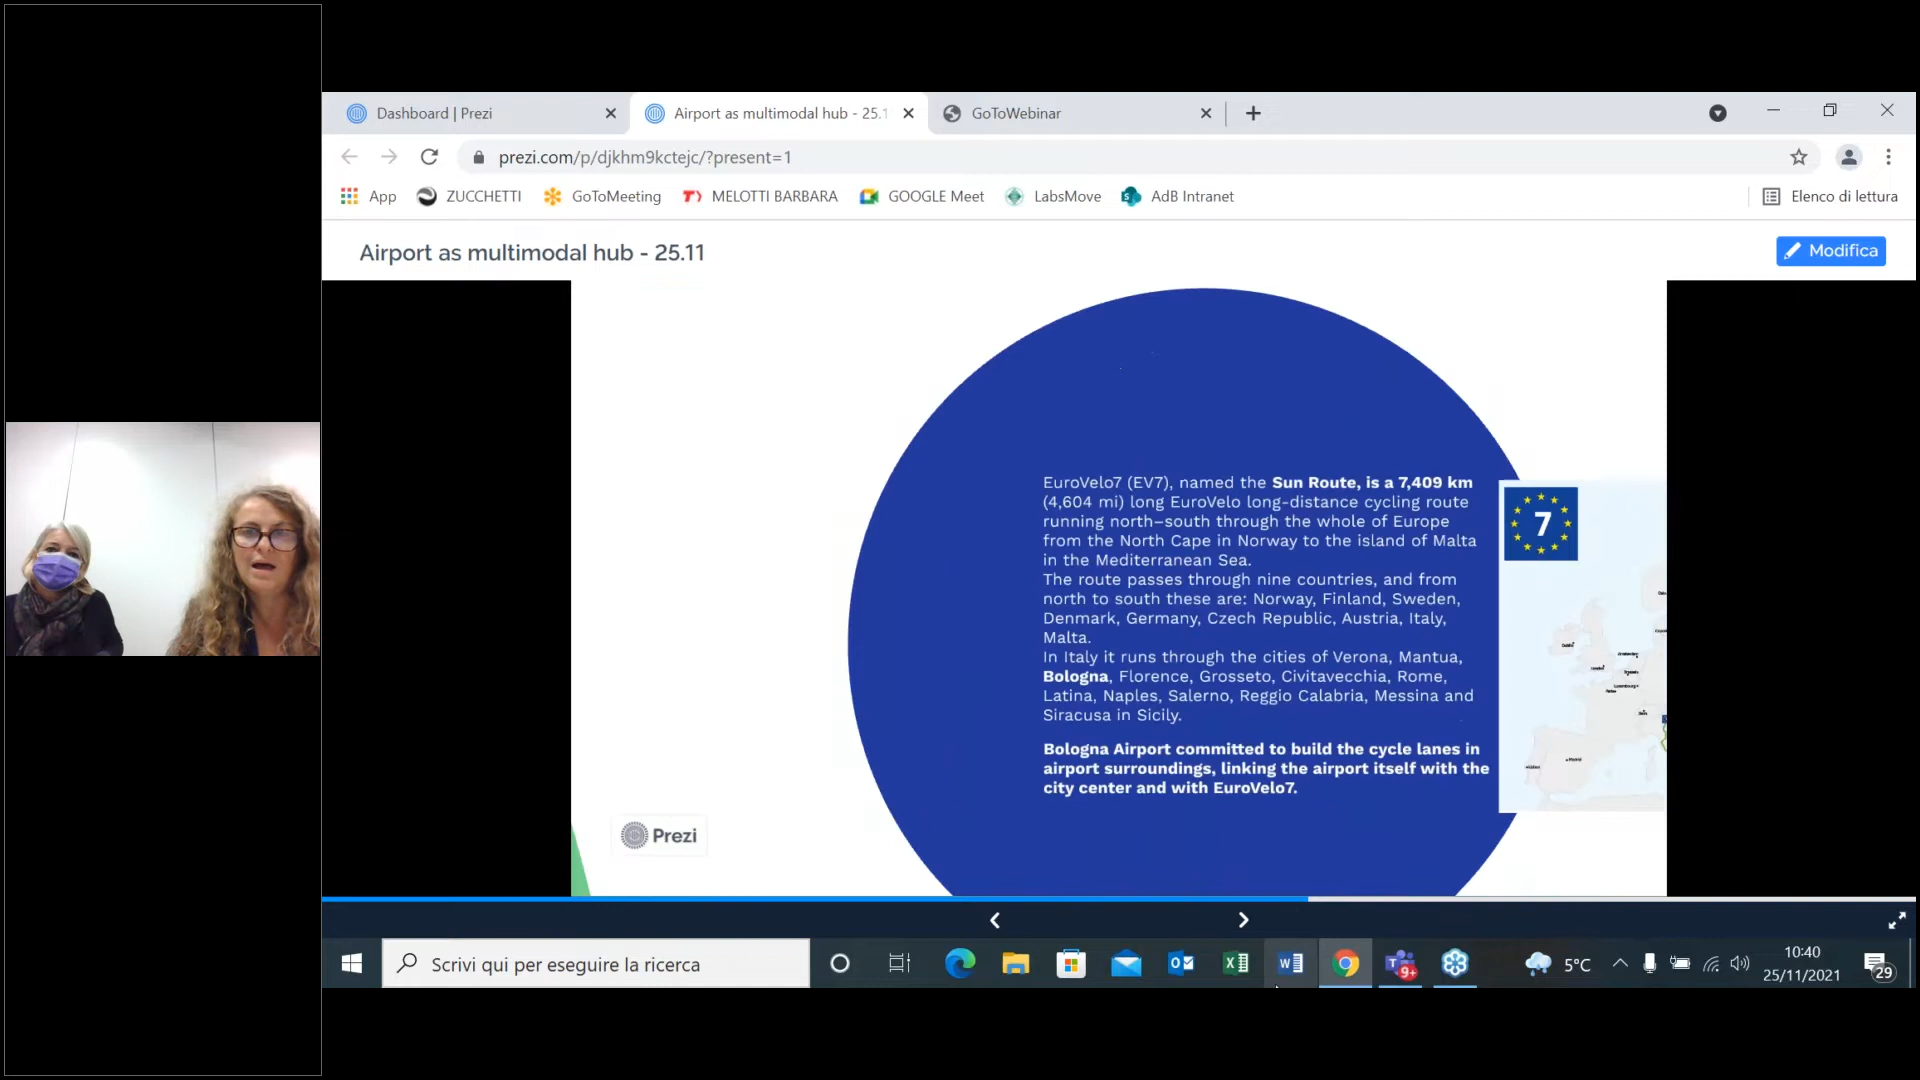 Dashboard | Prezi
Airport as multimodal hub - 25.1
GoToWebinar
prezi.com/p/djkhm9kctejc/?present=1
App
ZUCCHETTI
GoToMeeting
MELOTTI BARBARA
GOOGLE Meet
LabsMove
AdB Intranet
Elenco di lettura
Airport as multimodal hub - 25.11
Modifica
EuroVelo7 (EV7), named the Sun Route, is a 7,409 km
(4,604 mi) long EuroVelo long-distance cycling route
running north–south through the whole of Europe
from the North Cape in Norway to the island of Malta
in the Mediterranean Sea.
The route passes through nine countries, and from
north to south these are: Norway, Finland, Sweden,
Denmark, Germany, Czech Republic, Austria, Italy,
Malta.
In Italy it runs through the cities of Verona, Mantua,
Bologna, Florence, Grosseto, Civitavecchia, Rome,
Latina, Naples, Salerno, Reggio Calabria, Messina and
Siracusa in Sicily.
Bologna Airport committed to build the cycle lanes in
airport surroundings, linking the airport itself with the
city center and with EuroVelo7.
7
Prezi
Scrivi qui per eseguire la ricerca
9+
5°C
10:40
25/11/2021
29